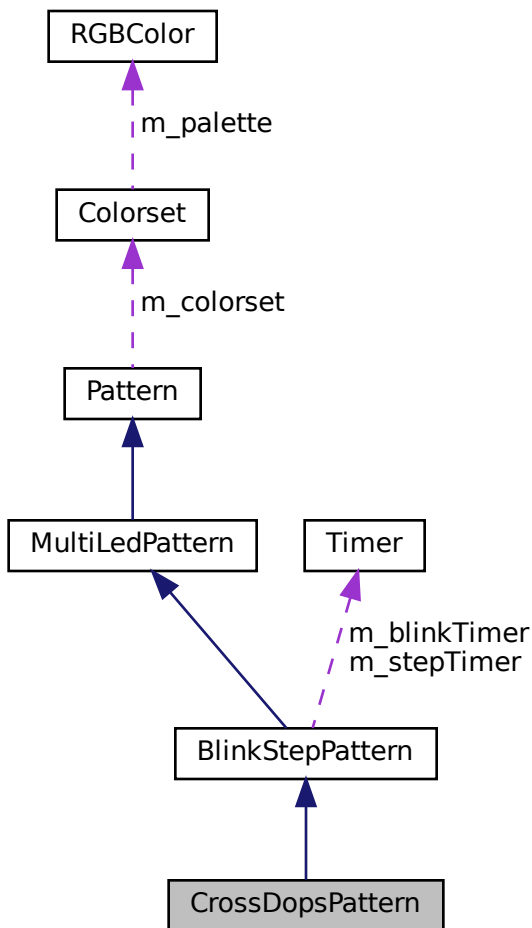 RGBColor
m_palette
Colorset
m_colorset
Pattern
MultiLedPattern
Timer
m_blinkTimer
m_stepTimer
BlinkStepPattern
CrossDopsPattern